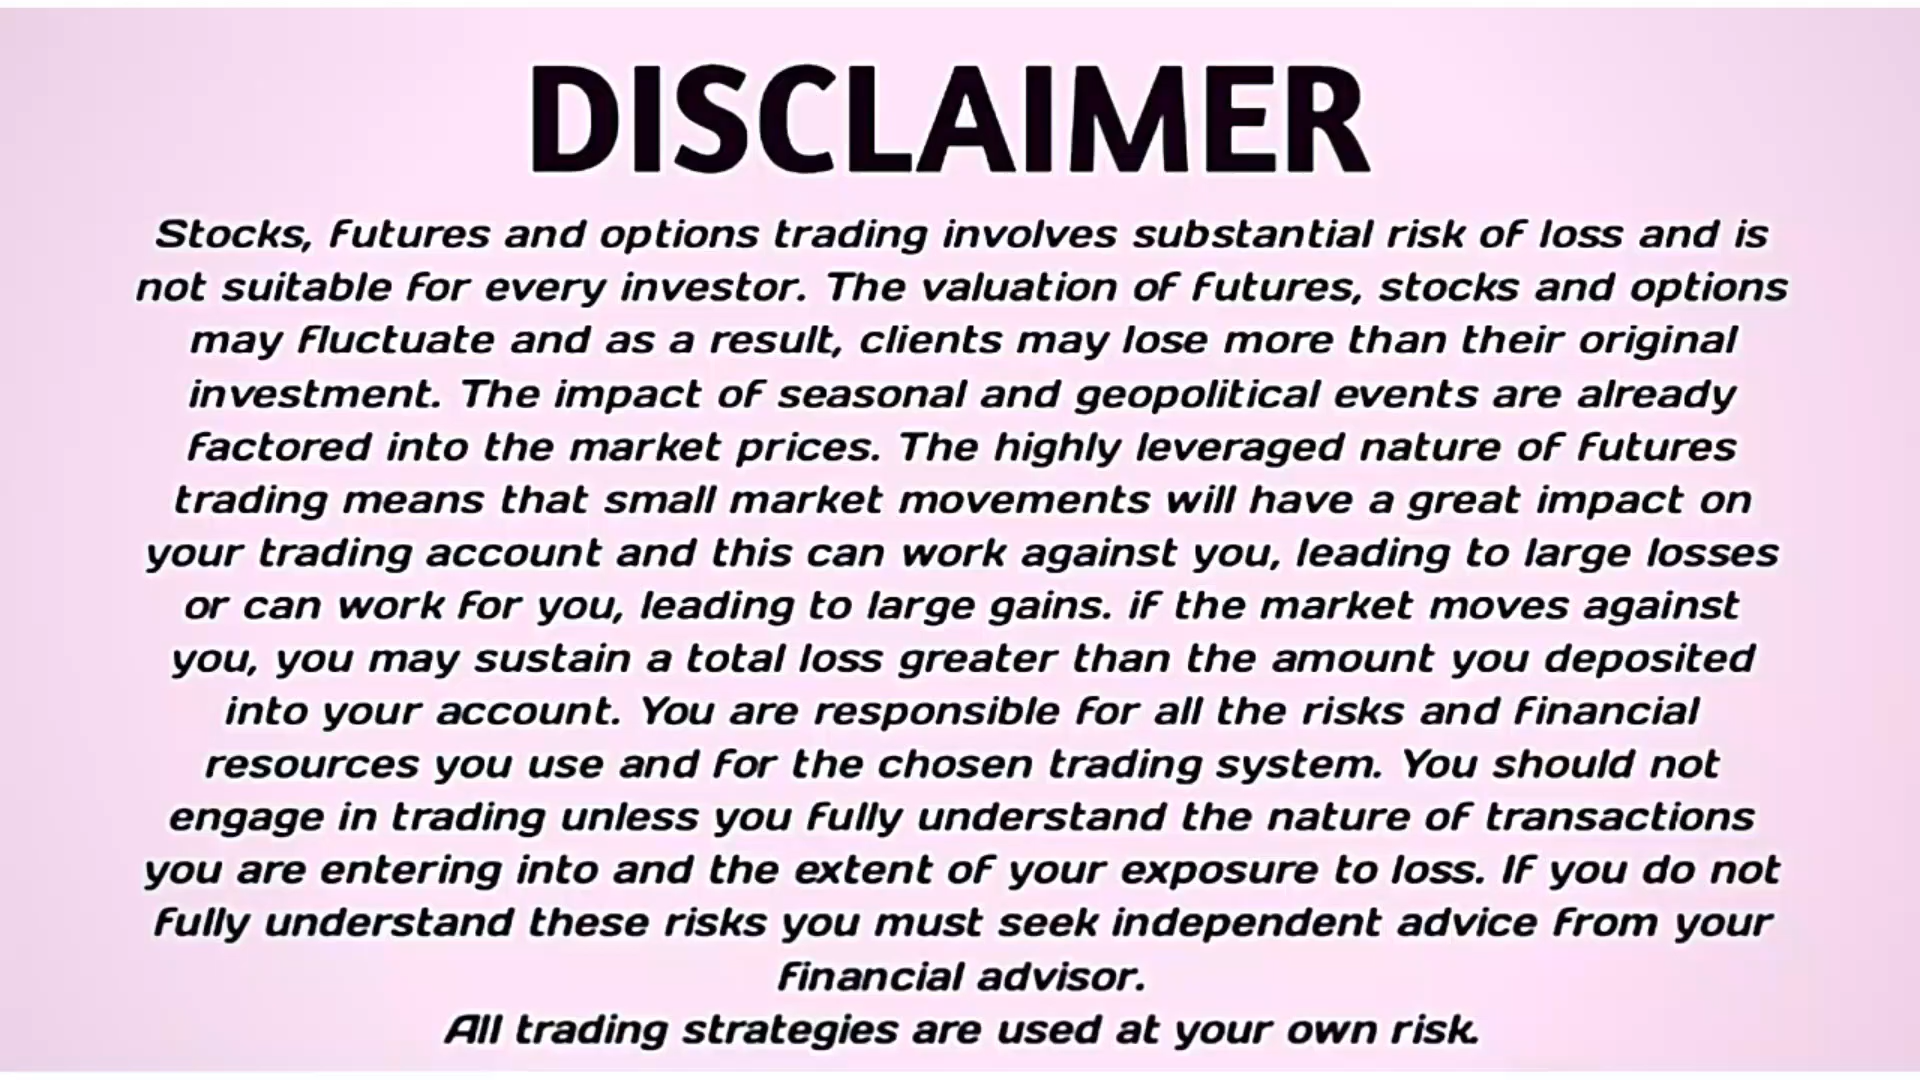 DISCLAIMER
Stocks, futures and options trading involves substantial risk of loss and is
not suitable for every investor. The valuation of futures, stocks and options
may fluctuate and as a result, clients may lose more than their original
investment. The impact of seasonal and geopolitical events are already
factored into the market prices. The highly leveraged nature of futures
trading means that small market movements will have a great impact on
your trading account and this can work against you, leading to large losses
or can work for you, leading to large gains. if the market moves against
you, you may sustain a total loss greater than the amount you deposited
into your account. You are responsible for all the risks and financial
resources you use and for the chosen trading system. You should not
engage in trading unless you fully understand the nature of transactions
you are entering into and the extent of your exposure to loss. If you do not
fully understand these risks you must seek independent advice from your
financial advisor.
All trading strategies are used at your own risk.